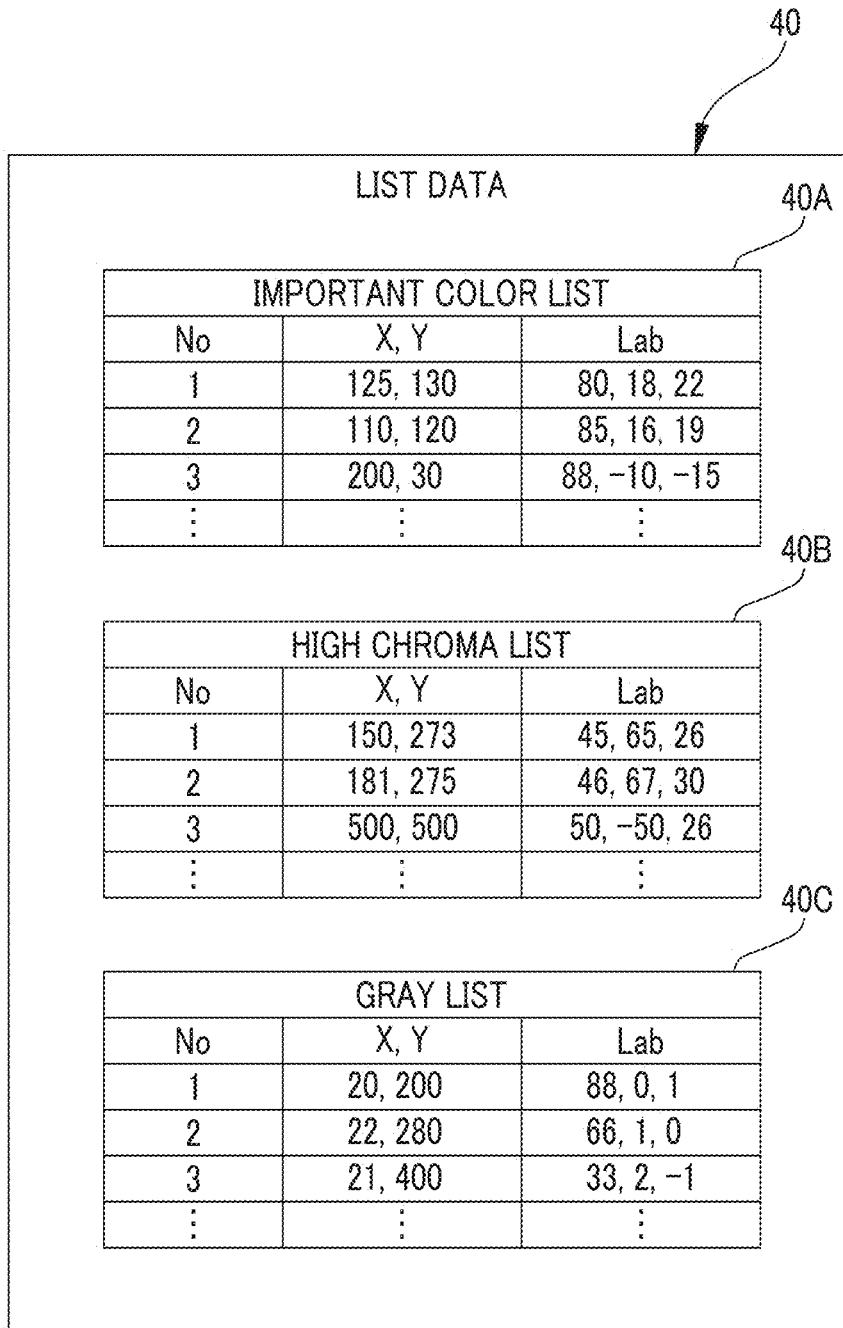 40
LIST DATA
40A
IMPORTANT COLOR LIST
No X, Y Lab
1 125, 130 80, 18, 22
2 110, 120 85, 16, 19
3 200, 30 88, −10, −15
⋮ ⋮ ⋮
40B
HIGH CHROMA LIST
No X, Y Lab
1 150, 273 45, 65, 26
2 181, 275 46, 67, 30
3 500, 500 50, −50, 26
⋮ ⋮ ⋮
40C
GRAY LIST
No X, Y Lab
1 20, 200 88, 0, 1
2 22, 280 66, 1, 0
3 21, 400 33, 2, −1
⋮ ⋮ ⋮